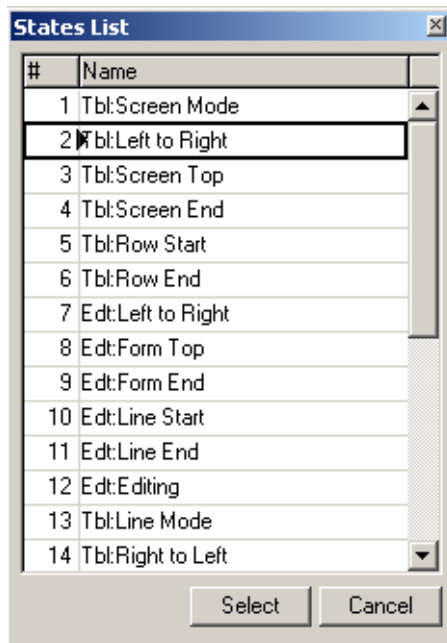 States List
# Name
1 Tbl:Screen Mode
2 Tbl:Left to Right
3 Tbl:Screen Top
4 Tbl:Screen End
5 Tbl:Row Start
6 Tbl:Row End
7 Edt:Left to Right
8 Edt:Form Top
9 Edt:Form End
10 Edt:Line Start
11 Edt:Line End
12 Edt:Editing
13 Tbl:Line Mode
14 Tbl:Right to Left
Select Cancel